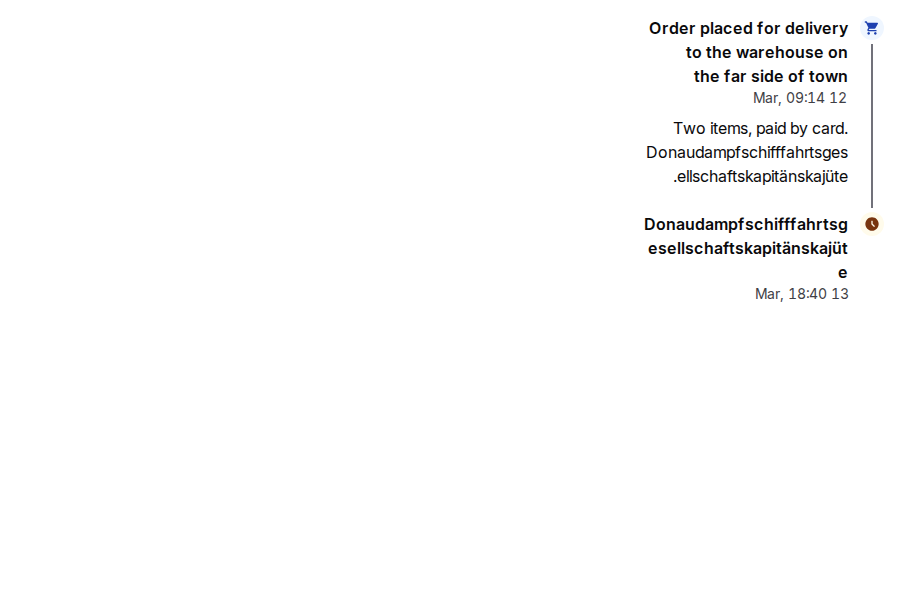 Order placed for delivery
to the warehouse on
the far side of town
Mar, 09:14 12
Two items, paid by card.
Donaudampfschifffahrtsges
.ellschaftskapitänskajüte
Donaudampfschifffahrtsg
esellschaftskapitänskajüt
e
Mar, 18:40 13